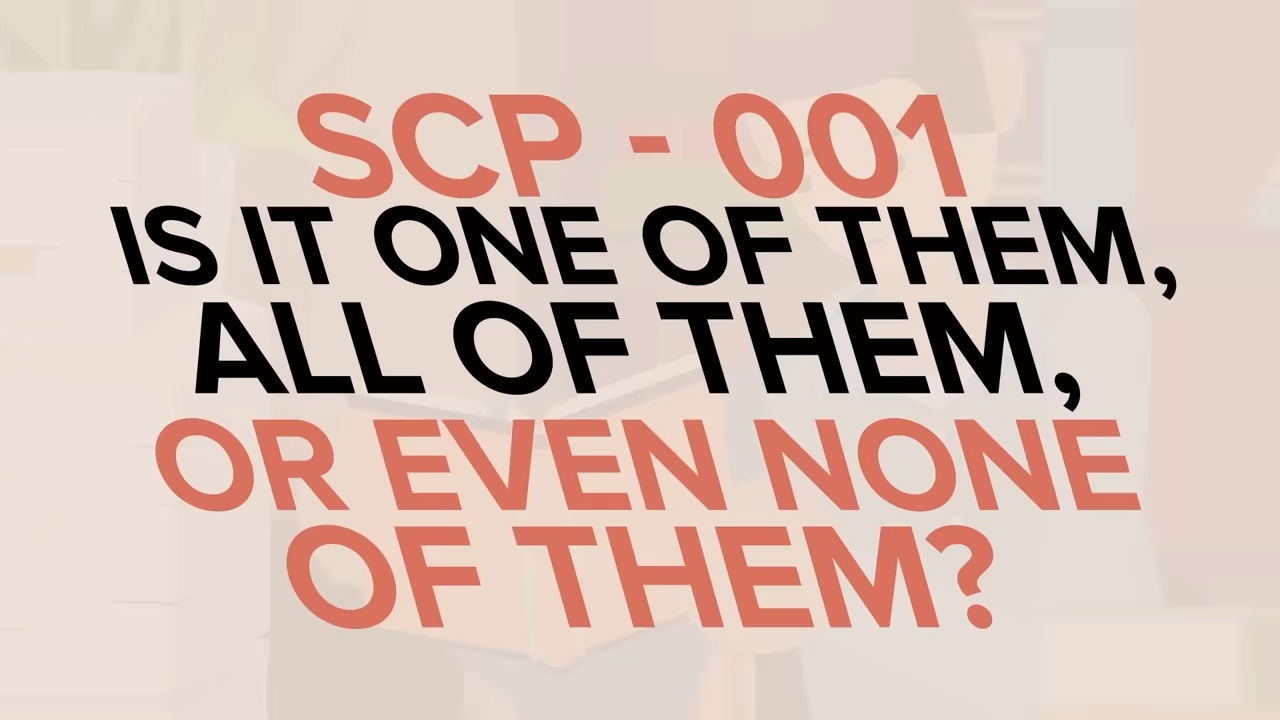 SCP - 001
IS IT ONE OF THEM,
ALL OF THEM,
OR EVEN NONE
OF THEM?